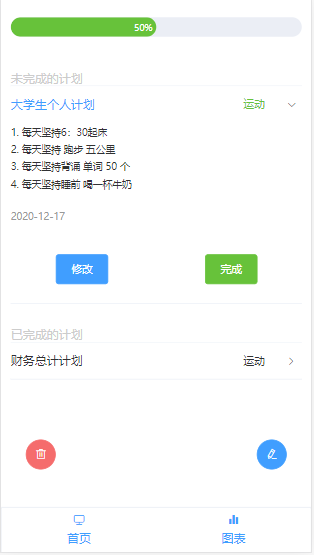 50%
未完成的计划
大学生个人计划 运动
1. 每天坚持6：30起床
2. 每天坚持 跑步 五公里
3. 每天坚持背诵 单词 50 个
4. 每天坚持睡前 喝一杯牛奶
2020-12-17
修改 完成
已完成的计划
财务总计计划 运动
首页 图表